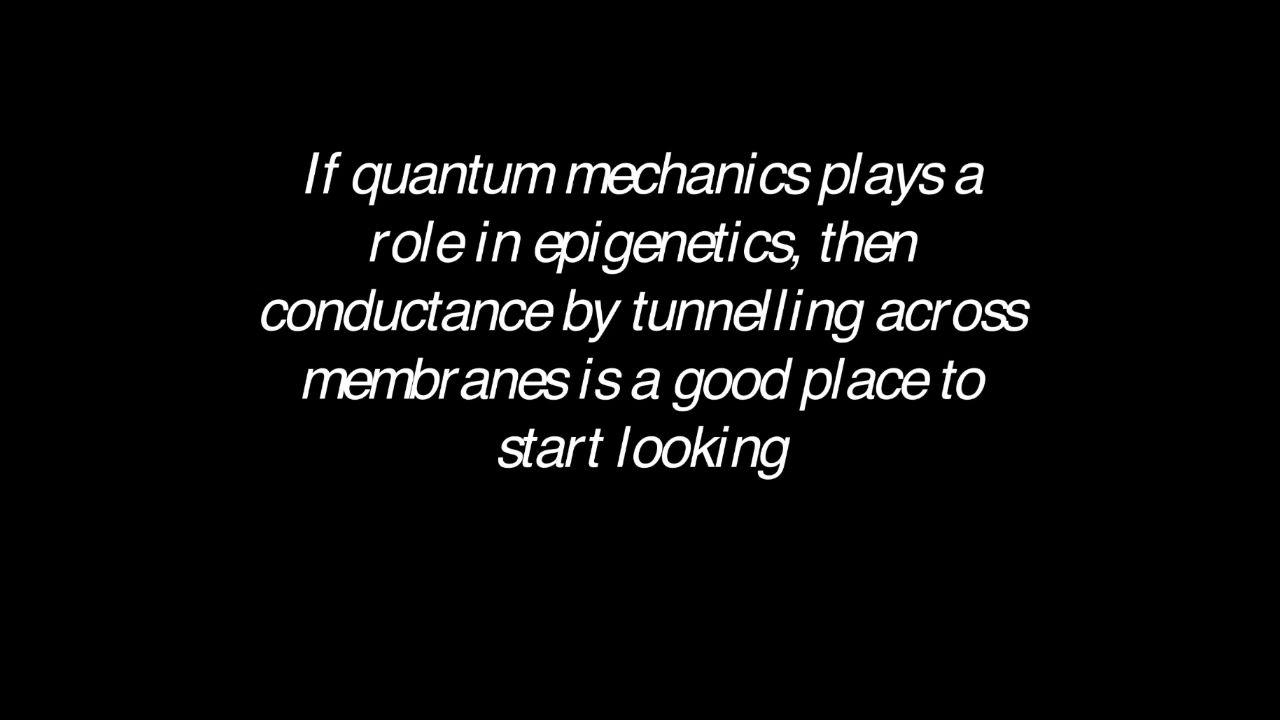 If quantum mechanics plays a
role in epigenetics, then
conductance by tunnelling across
membranes is a good place to
start looking